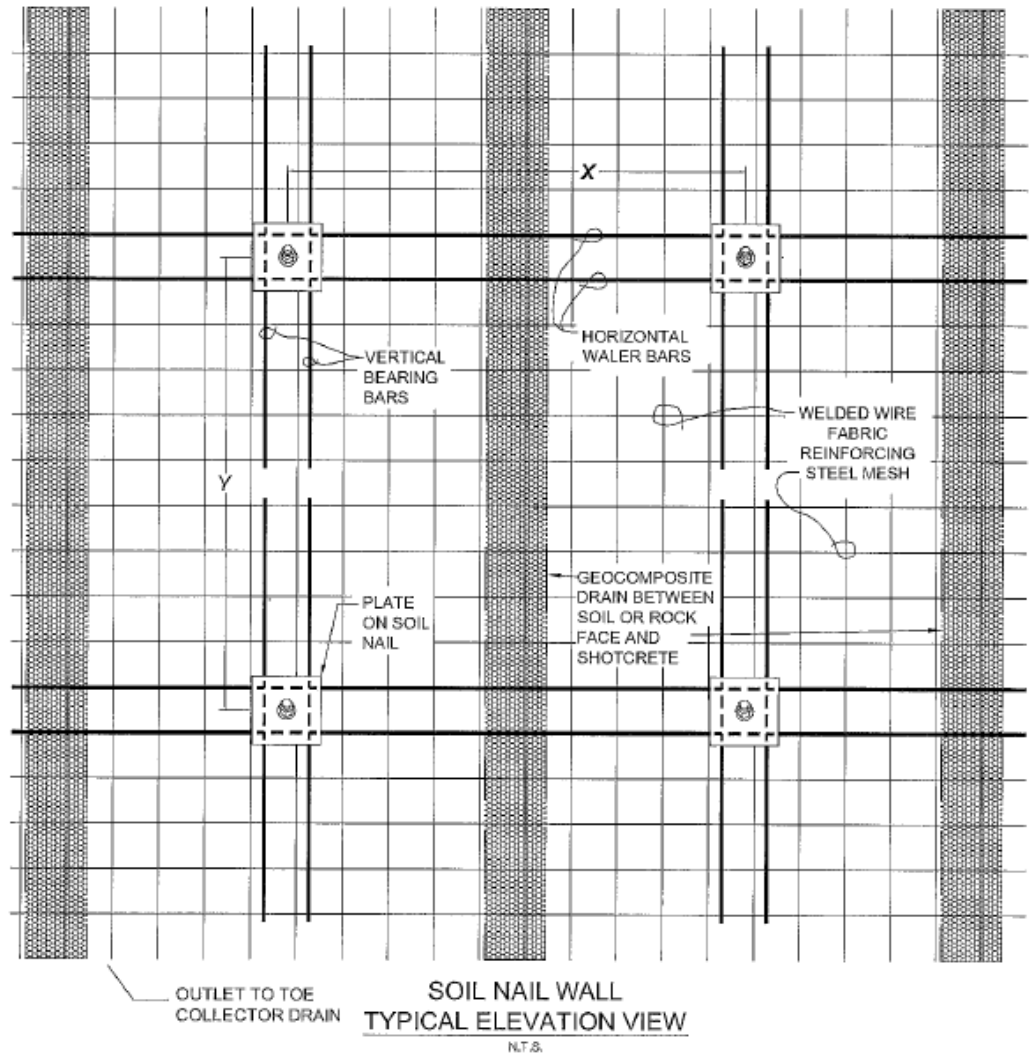 X
HORIZONTAL
WALER BARS
VERTICAL
BEARING
BARS
WELDED WIRE
FABRIC
REINFORCING
STEEL MESH
Y
GEOCOMPOSITE
DRAIN BETWEEN
SOIL OR ROCK
FACE AND
SHOTCRETE
PLATE
ON SOIL
NAIL
OUTLET TO TOE
COLLECTOR DRAIN
SOIL NAIL WALL
TYPICAL ELEVATION VIEW
N.T.S.